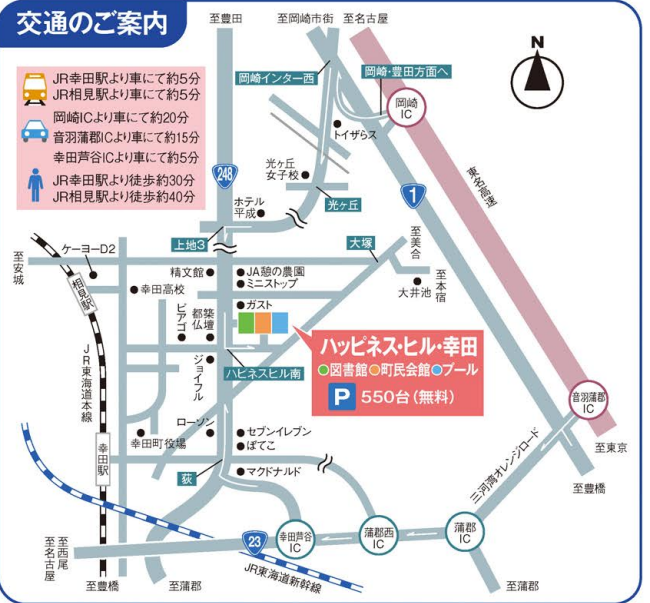 交通のご案内
JR幸田駅より車にて約5分
JR相見駅より車にて約5分
岡崎ICより車にて約20分
音羽蒲郡ICより車にて約15分
幸田芦谷ICより車にて約5分
JR幸田駅より徒歩約30分
JR相見駅より徒歩約40分
至豊田
至岡崎市街
至名古屋
N
岡崎インター西
岡崎・豊田方面へ
岡崎
IC
トイザらス
光ヶ丘
女子校
248
1
東名高速
ホテル
平成
光ヶ丘
上地3
大塚
至美合
至安城
ケーヨーD2
相見駅
精文館
JA憩の農園
ミニストップ
幸田高校
至本宿
大井池
ガスト
ピアゴ
都築仏壇
ハッピネス・ヒル・幸田
図書館
町民会館
プール
P 550台(無料)
JR東海道本線
ジョイフル
ハピネスヒル南
音羽蒲郡
IC
ローソン
セブンイレブン
ぽてこ
幸田町役場
幸田駅
至東京
三河湾オレンジロード
荻
マクドナルド
至豊橋
幸田芦谷
IC
蒲郡西
IC
蒲郡
IC
23
至西尾
至名古屋
JR東海道新幹線
至豊橋
至蒲郡
至蒲郡